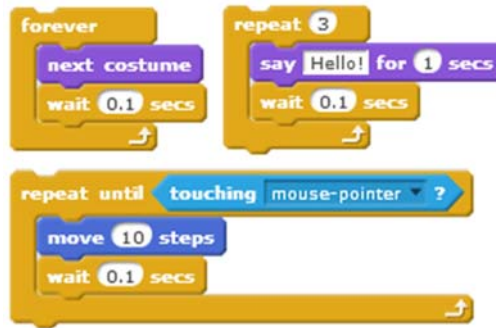 forever
next costume
wait 0.1 secs
repeat 3
say Hello! for 1 secs
wait 0.1 secs
repeat until touching mouse-pointer ?
move 10 steps
wait 0.1 secs